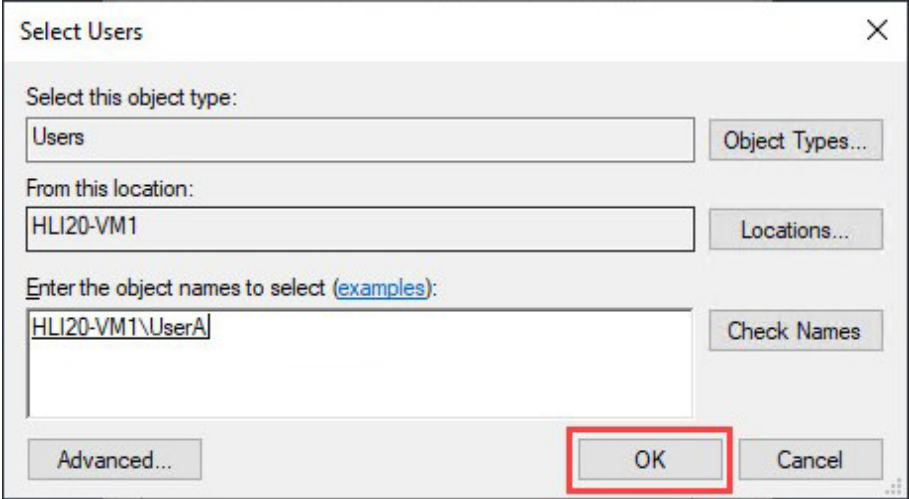 Select Users
Select this object type:
Users
Object Types...
From this location:
HLI20-VM1
Locations...
Enter the object names to select (examples):
HLI20-VM1\UserA
Check Names
Advanced...
OK
Cancel